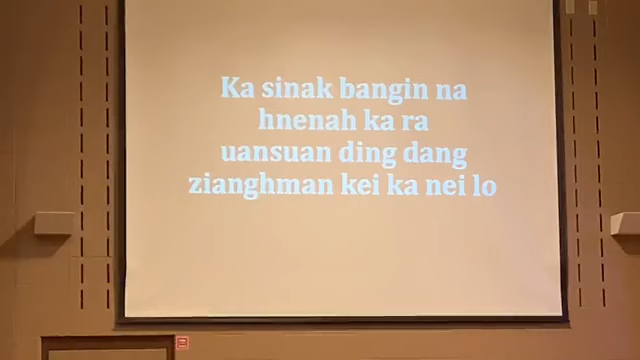 Ka sinak bangin na
hnenah ka ra
uansuan ding dang
zianghman kei ka nei lo